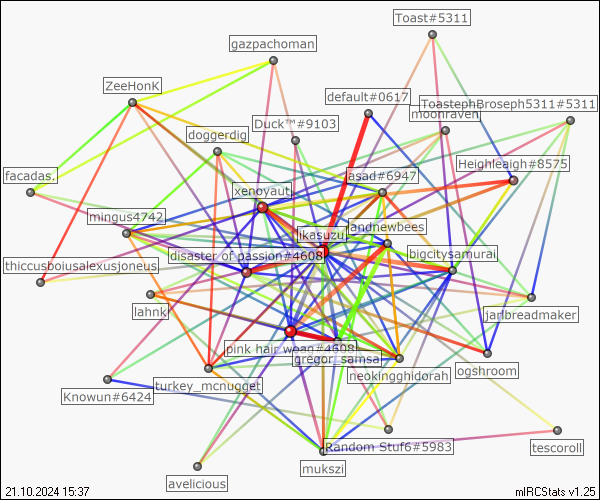 Toast#5311
gazpachoman
ZeeHonK
default#0617
ToastephBroseph5311#5311
moonraven
Duck™#9103
doggerdig
Heighleaigh#8575
facadas.
asad#6947
xenoyaut
mingus4742
ikasuzu
landnewbees
disaster of passion#4608
bigcitysamurai
thiccusboiusalexusjoneus
lahnk
jarlbreadmaker
pink hair woap#4608
gregor_samsa
ogshroom
neokingghidorah
turkey_mcnugget
Knowun#6424
Random Stuf6#5983
tescoroll
mukszi
avelicious
21.10.2024 15:37
mIRCStats v1.25